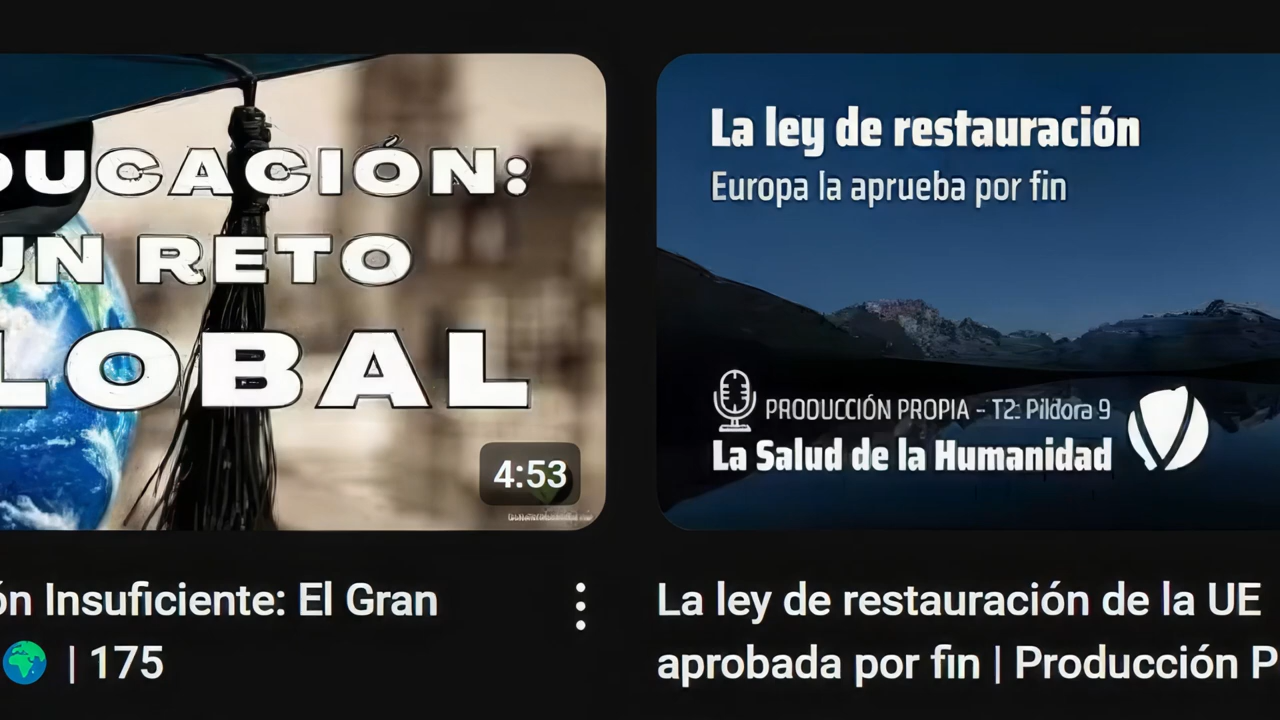 DUCACIÓN:
UN RETO
LOBAL
4:53
ón Insuficiente: El Gran
| 175
La ley de restauración
Europa la aprueba por fin
PRODUCCIÓN PROPIA - T2: Píldora 9
La Salud de la Humanidad
La ley de restauración de la UE
aprobada por fin | Producción P